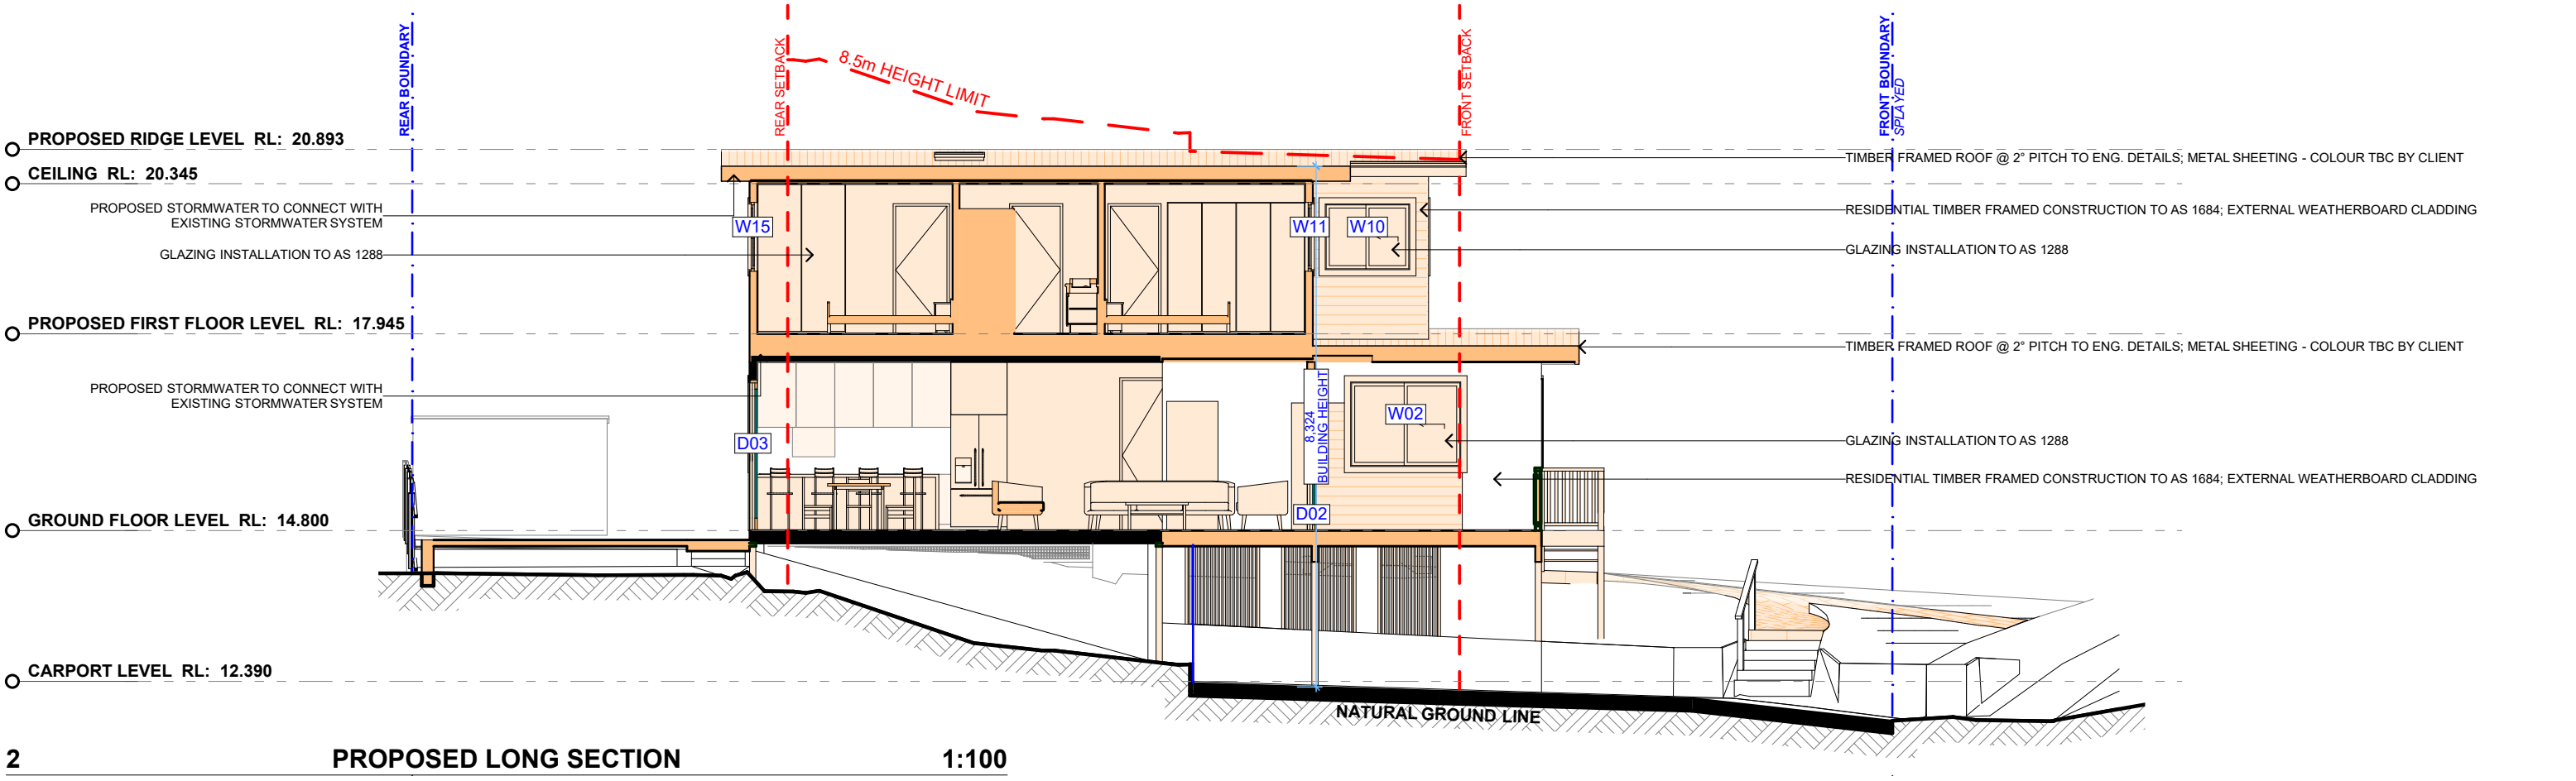 REAR BOUNDARY
REAR SETBACK
8.5m HEIGHT LIMIT
FRONT SETBACK
FRONT BOUNDARY
SPLAYED
PROPOSED RIDGE LEVEL RL: 20.893
CEILING RL: 20.345
PROPOSED STORMWATER TO CONNECT WITH
EXISTING STORMWATER SYSTEM
GLAZING INSTALLATION TO AS 1288
PROPOSED FIRST FLOOR LEVEL RL: 17.945
PROPOSED STORMWATER TO CONNECT WITH
EXISTING STORMWATER SYSTEM
GROUND FLOOR LEVEL RL: 14.800
CARPORT LEVEL RL: 12.390
W15
W11
W10
D03
W02
D02
8,324
BUILDING HEIGHT
TIMBER FRAMED ROOF @ 2° PITCH TO ENG. DETAILS; METAL SHEETING - COLOUR TBC BY CLIENT
RESIDENTIAL TIMBER FRAMED CONSTRUCTION TO AS 1684; EXTERNAL WEATHERBOARD CLADDING
GLAZING INSTALLATION TO AS 1288
TIMBER FRAMED ROOF @ 2° PITCH TO ENG. DETAILS; METAL SHEETING - COLOUR TBC BY CLIENT
GLAZING INSTALLATION TO AS 1288
RESIDENTIAL TIMBER FRAMED CONSTRUCTION TO AS 1684; EXTERNAL WEATHERBOARD CLADDING
NATURAL GROUND LINE
2 PROPOSED LONG SECTION 1:100